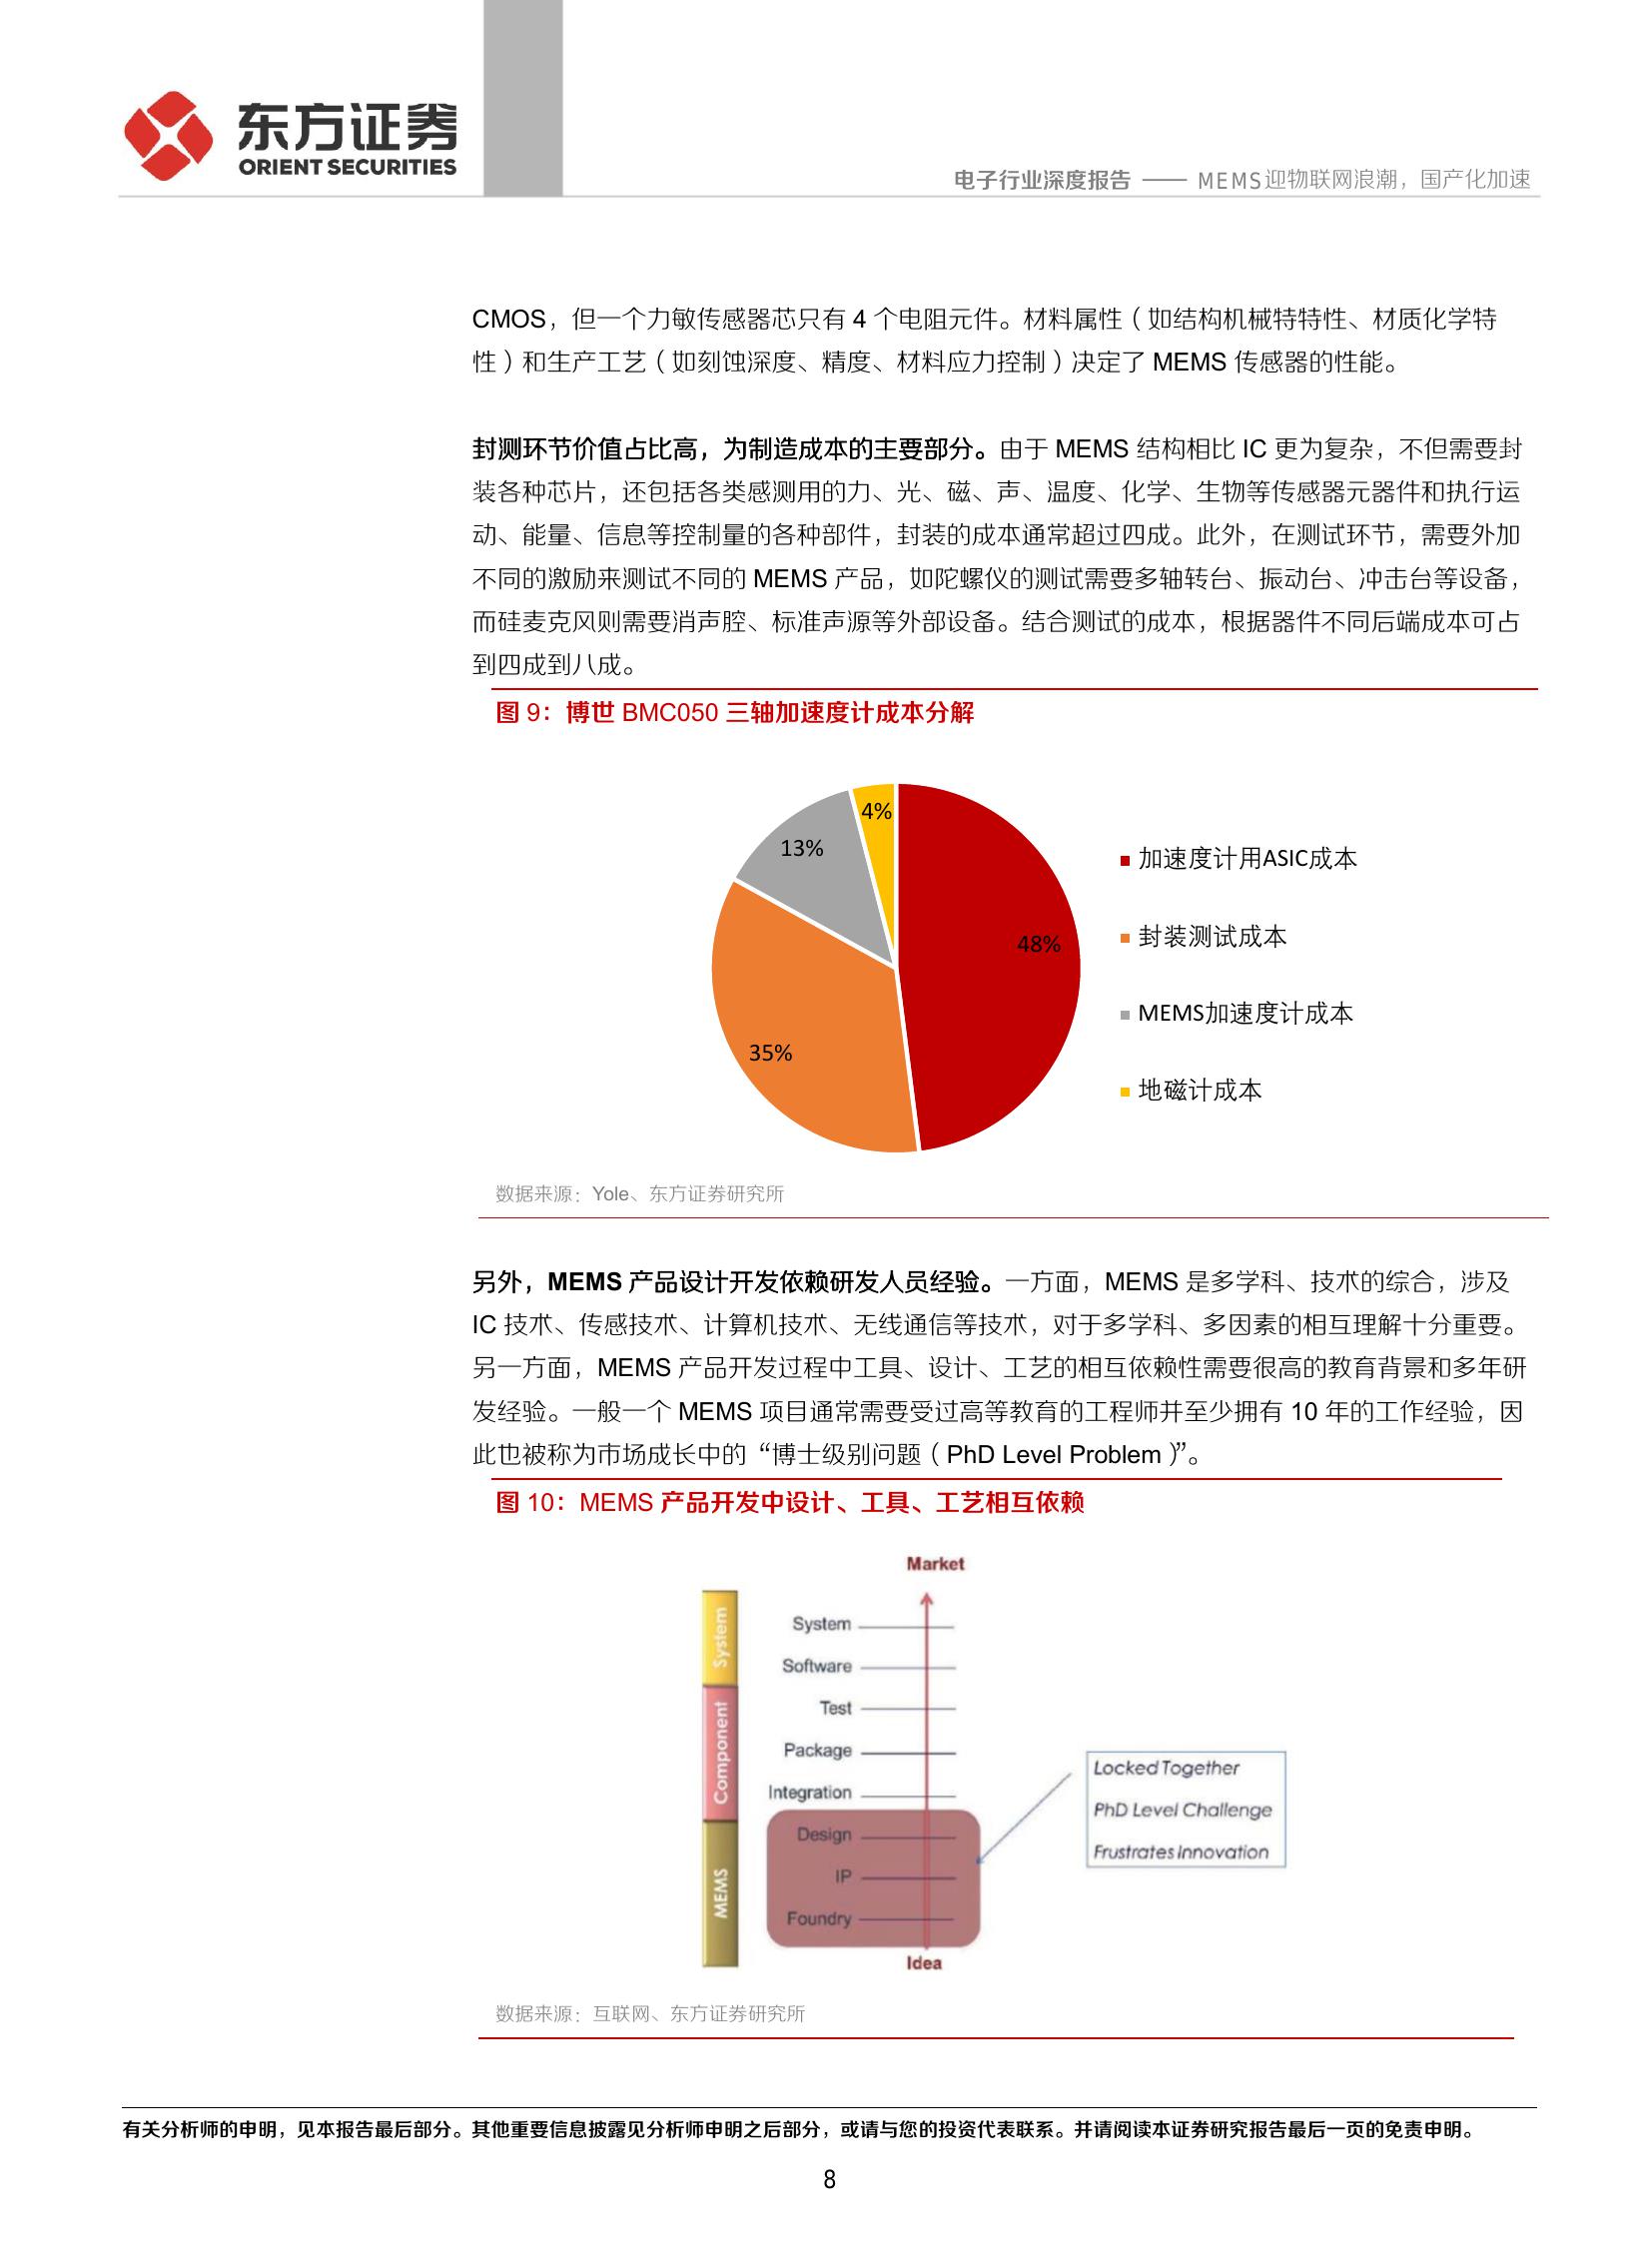 东方证券
ORIENT SECURITIES
电子行业深度报告 —— MEMS迎物联网浪潮，国产化加速
CMOS，但一个力敏传感器芯只有 4 个电阻元件。材料属性（如结构机械特特性、材质化学特
性）和生产工艺（如刻蚀深度、精度、材料应力控制）决定了 MEMS 传感器的性能。
封测环节价值占比高，为制造成本的主要部分。由于 MEMS 结构相比 IC 更为复杂，不但需要封
装各种芯片，还包括各类感测用的力、光、磁、声、温度、化学、生物等传感器元器件和执行运
动、能量、信息等控制量的各种部件，封装的成本通常超过四成。此外，在测试环节，需要外加
不同的激励来测试不同的 MEMS 产品，如陀螺仪的测试需要多轴转台、振动台、冲击台等设备，
而硅麦克风则需要消声腔、标准声源等外部设备。结合测试的成本，根据器件不同后端成本可占
到四成到八成。
图 9：博世 BMC050 三轴加速度计成本分解
4%
13%
48%
35%
加速度计用ASIC成本
封装测试成本
MEMS加速度计成本
地磁计成本
数据来源：Yole、东方证券研究所
另外，MEMS 产品设计开发依赖研发人员经验。一方面，MEMS 是多学科、技术的综合，涉及
IC 技术、传感技术、计算机技术、无线通信等技术，对于多学科、多因素的相互理解十分重要。
另一方面，MEMS 产品开发过程中工具、设计、工艺的相互依赖性需要很高的教育背景和多年研
发经验。一般一个 MEMS 项目通常需要受过高等教育的工程师并至少拥有 10 年的工作经验，因
此也被称为市场成长中的“博士级别问题（PhD Level Problem）”。
图 10：MEMS 产品开发中设计、工具、工艺相互依赖
Market
System
Component
MEMS
System
Software
Test
Package
Integration
Design
IP
Foundry
Idea
Locked Together
PhD Level Challenge
Frustrates Innovation
数据来源：互联网、东方证券研究所
有关分析师的申明，见本报告最后部分。其他重要信息披露见分析师申明之后部分，或请与您的投资代表联系。并请阅读本证券研究报告最后一页的免责申明。
8